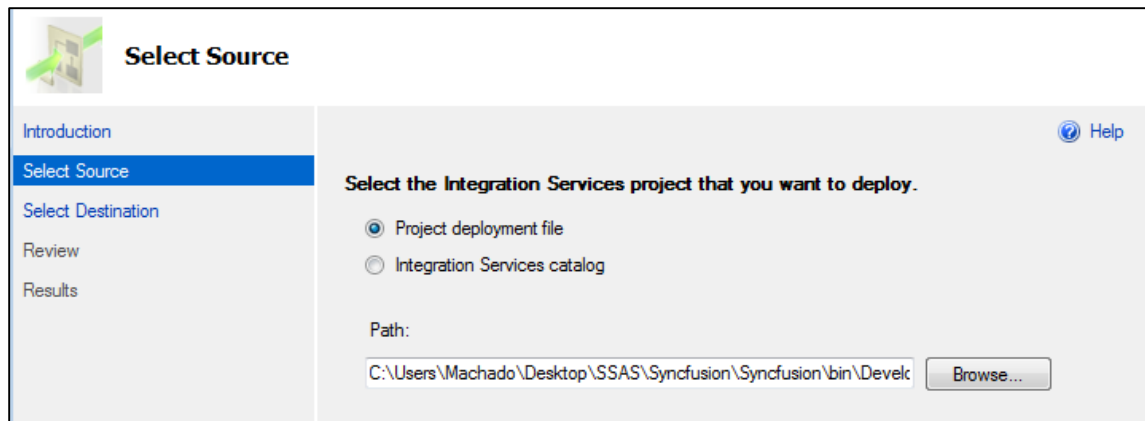 Select Source
Introduction
Help
Select Source
Select the Integration Services project that you want to deploy.
Select Destination
Project deployment file
Review
Integration Services catalog
Results
Path:
C:\Users\Machado\Desktop\SSAS\Syncfusion\Syncfusion\bin\Develc
Browse...